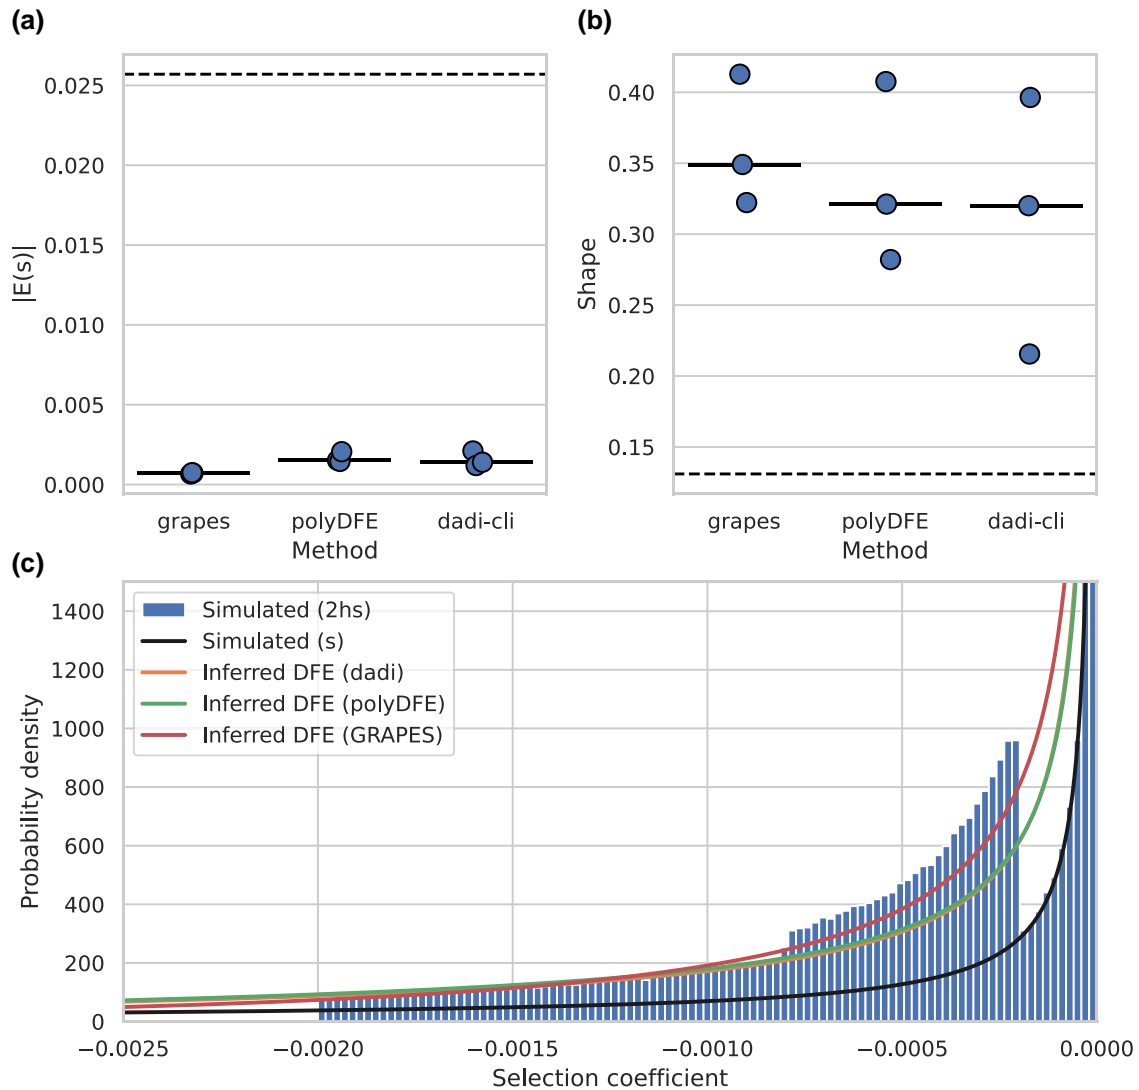 (a)
0.025
0.020
0.015
0.010
0.005
0.000
|E(s)|
grapes polyDFE dadi-cli
Method
(b)
0.40
0.35
0.30
0.25
0.20
0.15
Shape
grapes polyDFE dadi-cli
Method
(c)
1400
1200
1000
800
600
400
200
0
Probability density
Simulated (2hs)
Simulated (s)
Inferred DFE (dadi)
Inferred DFE (polyDFE)
Inferred DFE (GRAPES)
−0.0025 −0.0020 −0.0015 −0.0010 −0.0005 0.0000
Selection coefficient